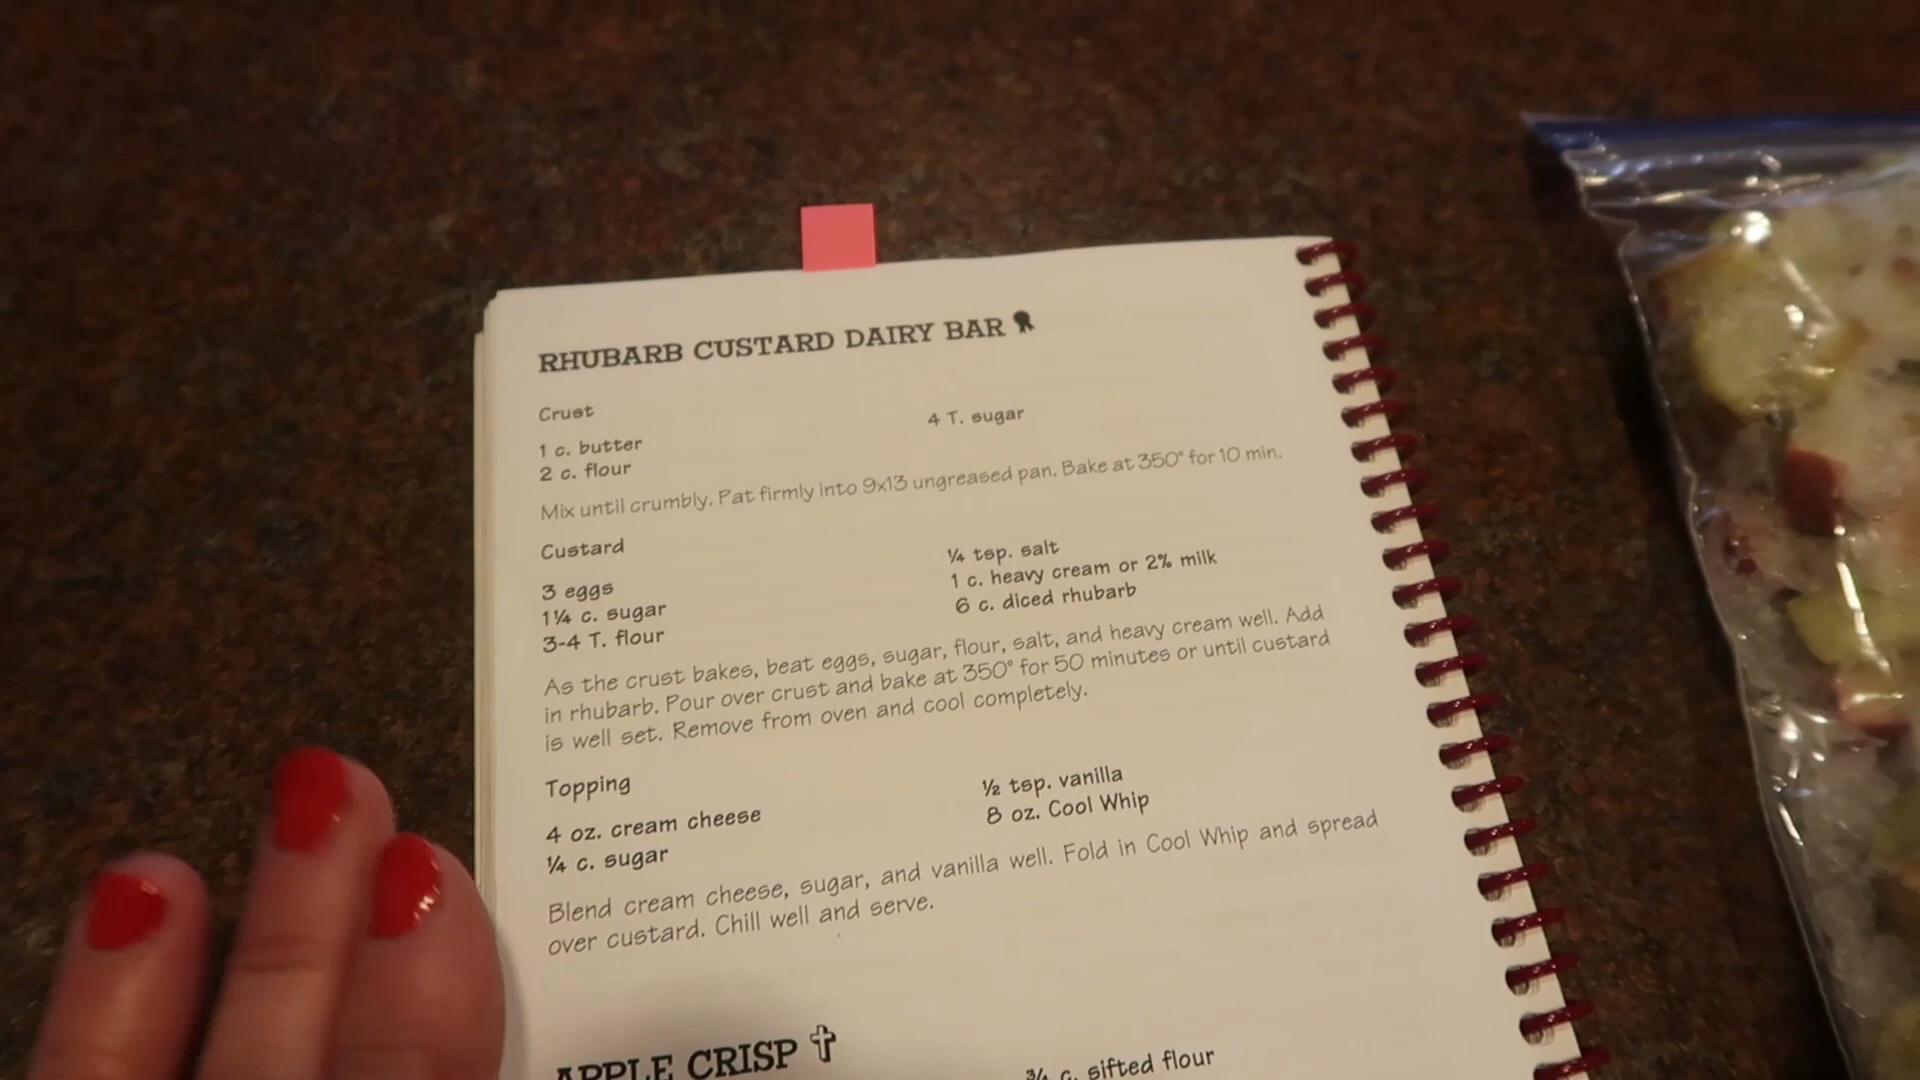 RHUBARB CUSTARD DAIRY BAR
Crust
1 c. butter
2 c. flour
4 T. sugar
Mix until crumbly. Pat firmly into 9x13 ungreased pan. Bake at 350° for 10 min.
Custard
3 eggs
1¼ c. sugar
3-4 T. flour
¼ tsp. salt
1 c. heavy cream or 2% milk
6 c. diced rhubarb
As the crust bakes, beat eggs, sugar, flour, salt, and heavy cream well. Add
in rhubarb. Pour over crust and bake at 350° for 50 minutes or until custard
is well set. Remove from oven and cool completely.
Topping
4 oz. cream cheese
¼ c. sugar
½ tsp. vanilla
8 oz. Cool Whip
Blend cream cheese, sugar, and vanilla well. Fold in Cool Whip and spread
over custard. Chill well and serve.
APPLE CRISP
¾ c. sifted flour